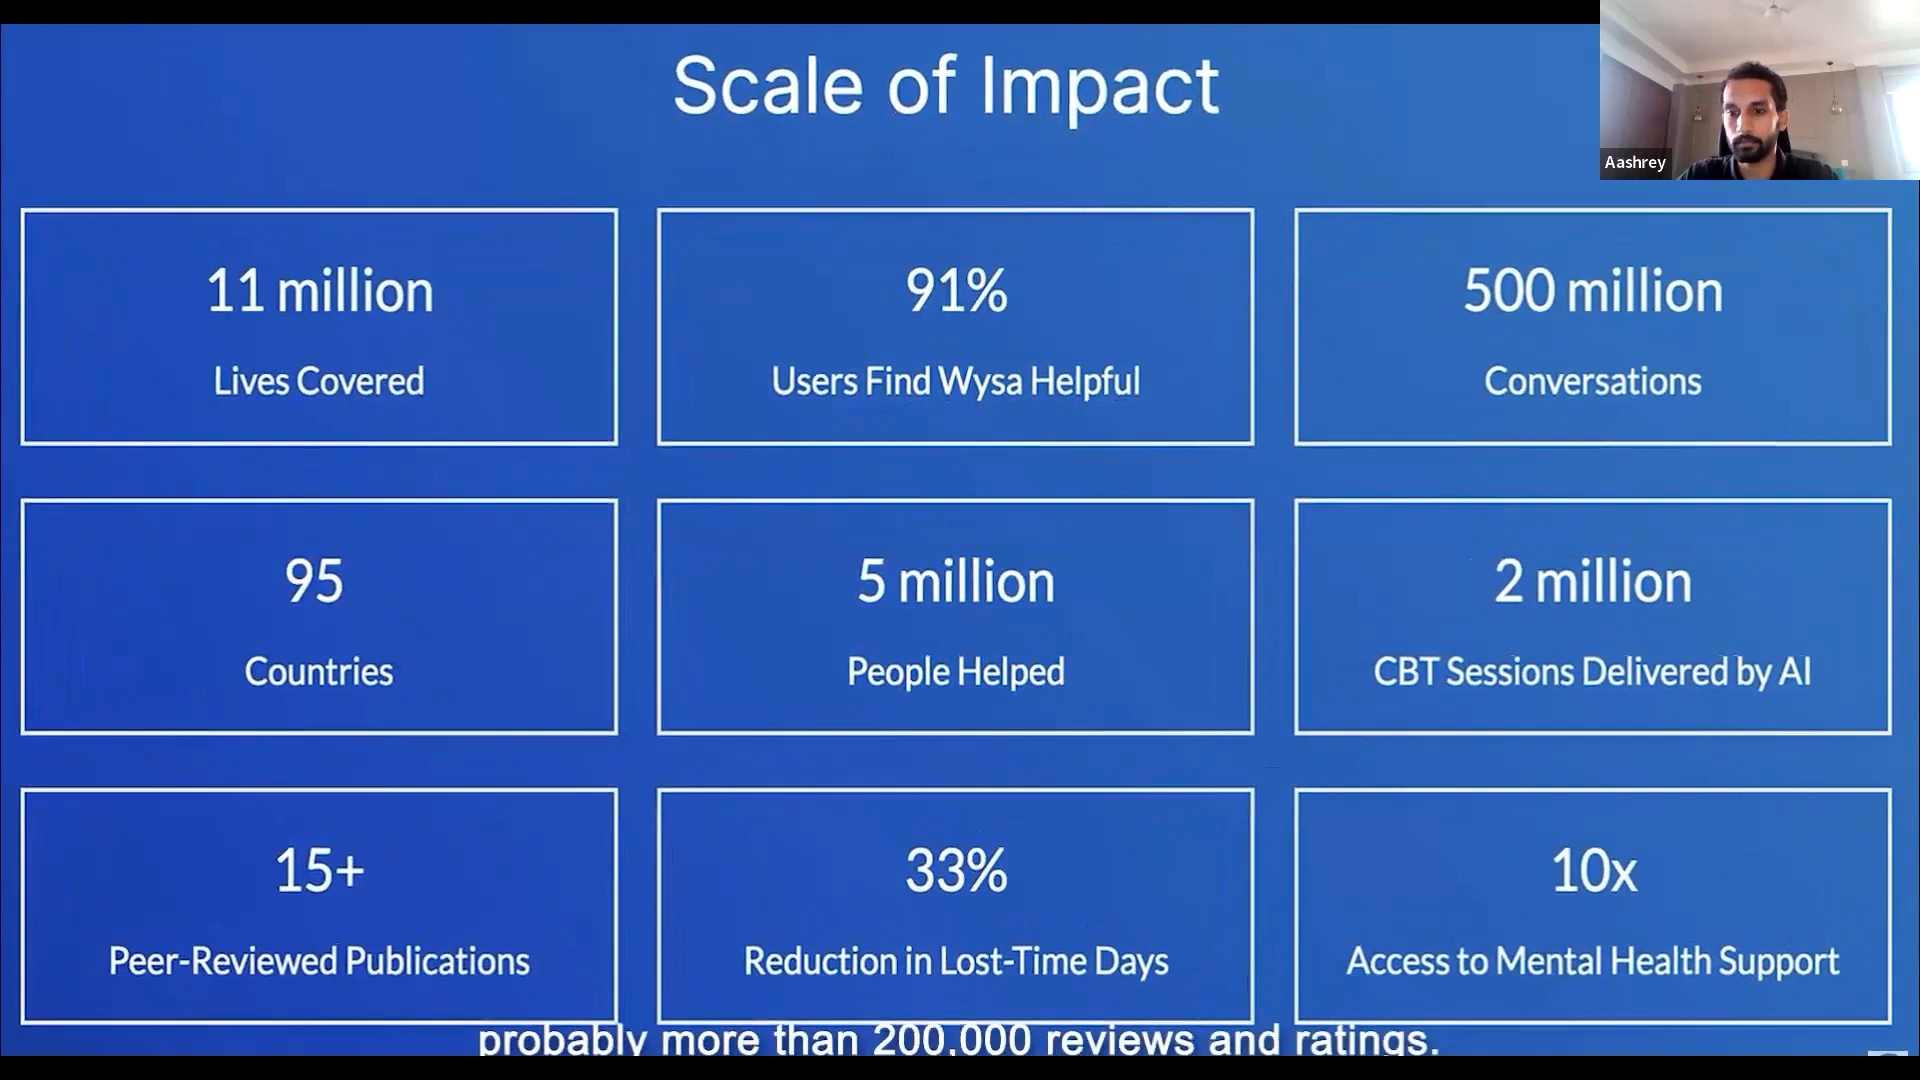 Scale of Impact
Aashrey
11 million
Lives Covered
91%
Users Find Wysa Helpful
500 million
Conversations
95
Countries
5 million
People Helped
2 million
CBT Sessions Delivered by AI
15+
Peer-Reviewed Publications
33%
Reduction in Lost-Time Days
10x
Access to Mental Health Support
probably more than 200,000 reviews and ratings.